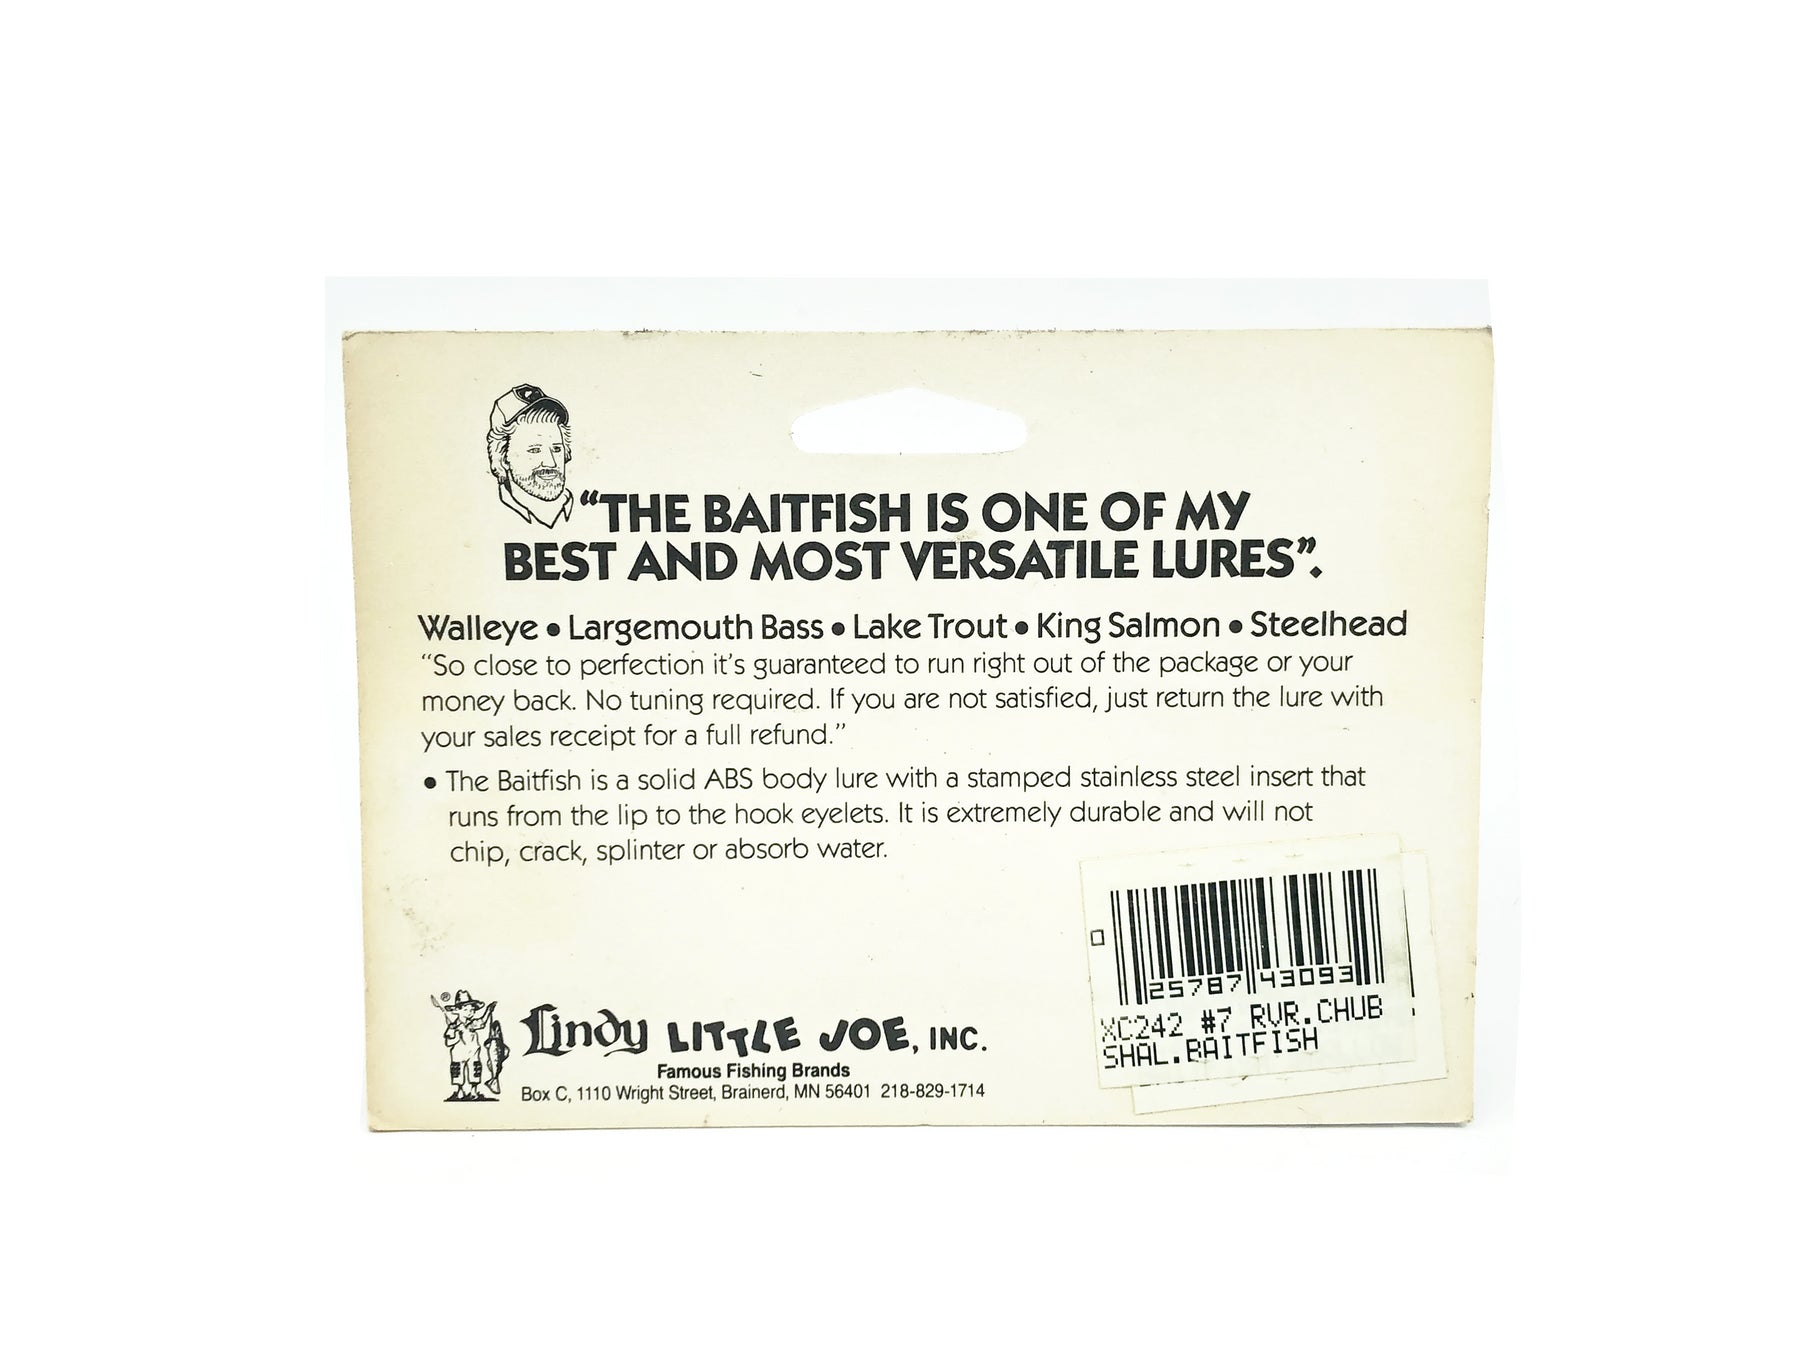 “THE BAITFISH IS ONE OF MY
BEST AND MOST VERSATILE LURES”.
Walleye • Largemouth Bass • Lake Trout • King Salmon • Steelhead
“So close to perfection it’s guaranteed to run right out of the package or your
money back. No tuning required. If you are not satisfied, just return the lure with
your sales receipt for a full refund.”
• The Baitfish is a solid ABS body lure with a stamped stainless steel insert that
runs from the lip to the hook eyelets. It is extremely durable and will not
chip, crack, splinter or absorb water.
0 25787 43093
XC242 #7 RVR.CHUB
SHAL.BAITFISH
®
Lindy LITTLE JOE, INC.
Famous Fishing Brands
Box C, 1110 Wright Street, Brainerd, MN 56401 218-829-1714